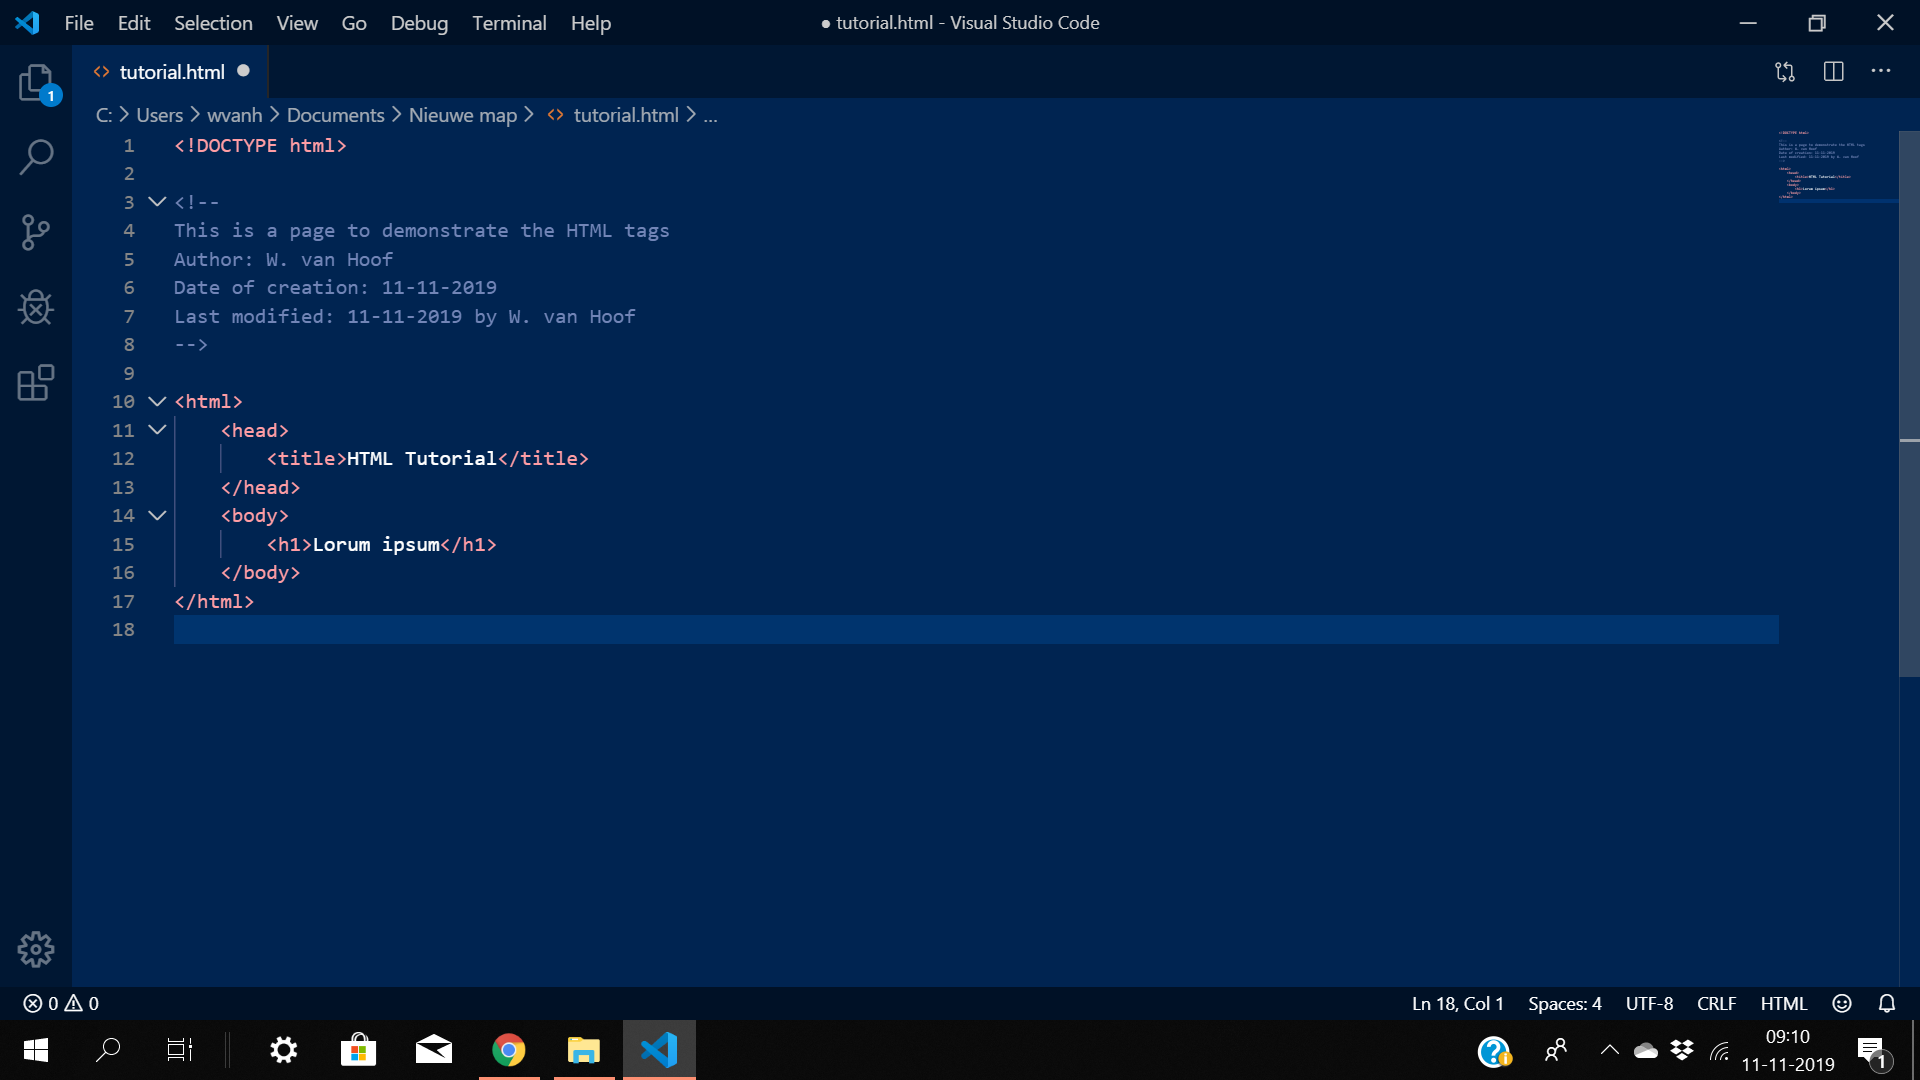 File Edit Selection View Go Debug Terminal Help ● tutorial.html - Visual Studio Code
<> tutorial.html ●
1
C: > Users > wvanh > Documents > Nieuwe map > <> tutorial.html > ...
1 <!DOCTYPE html>
2
3 <!--
4 This is a page to demonstrate the HTML tags
5 Author: W. van Hoof
6 Date of creation: 11-11-2019
7 Last modified: 11-11-2019 by W. van Hoof
8 -->
9
10 <html>
11 <head>
12 <title>HTML Tutorial</title>
13 </head>
14 <body>
15 <h1>Lorum ipsum</h1>
16 </body>
17 </html>
18
0 0 Ln 18, Col 1 Spaces: 4 UTF-8 CRLF HTML
09:10
11-11-2019
1